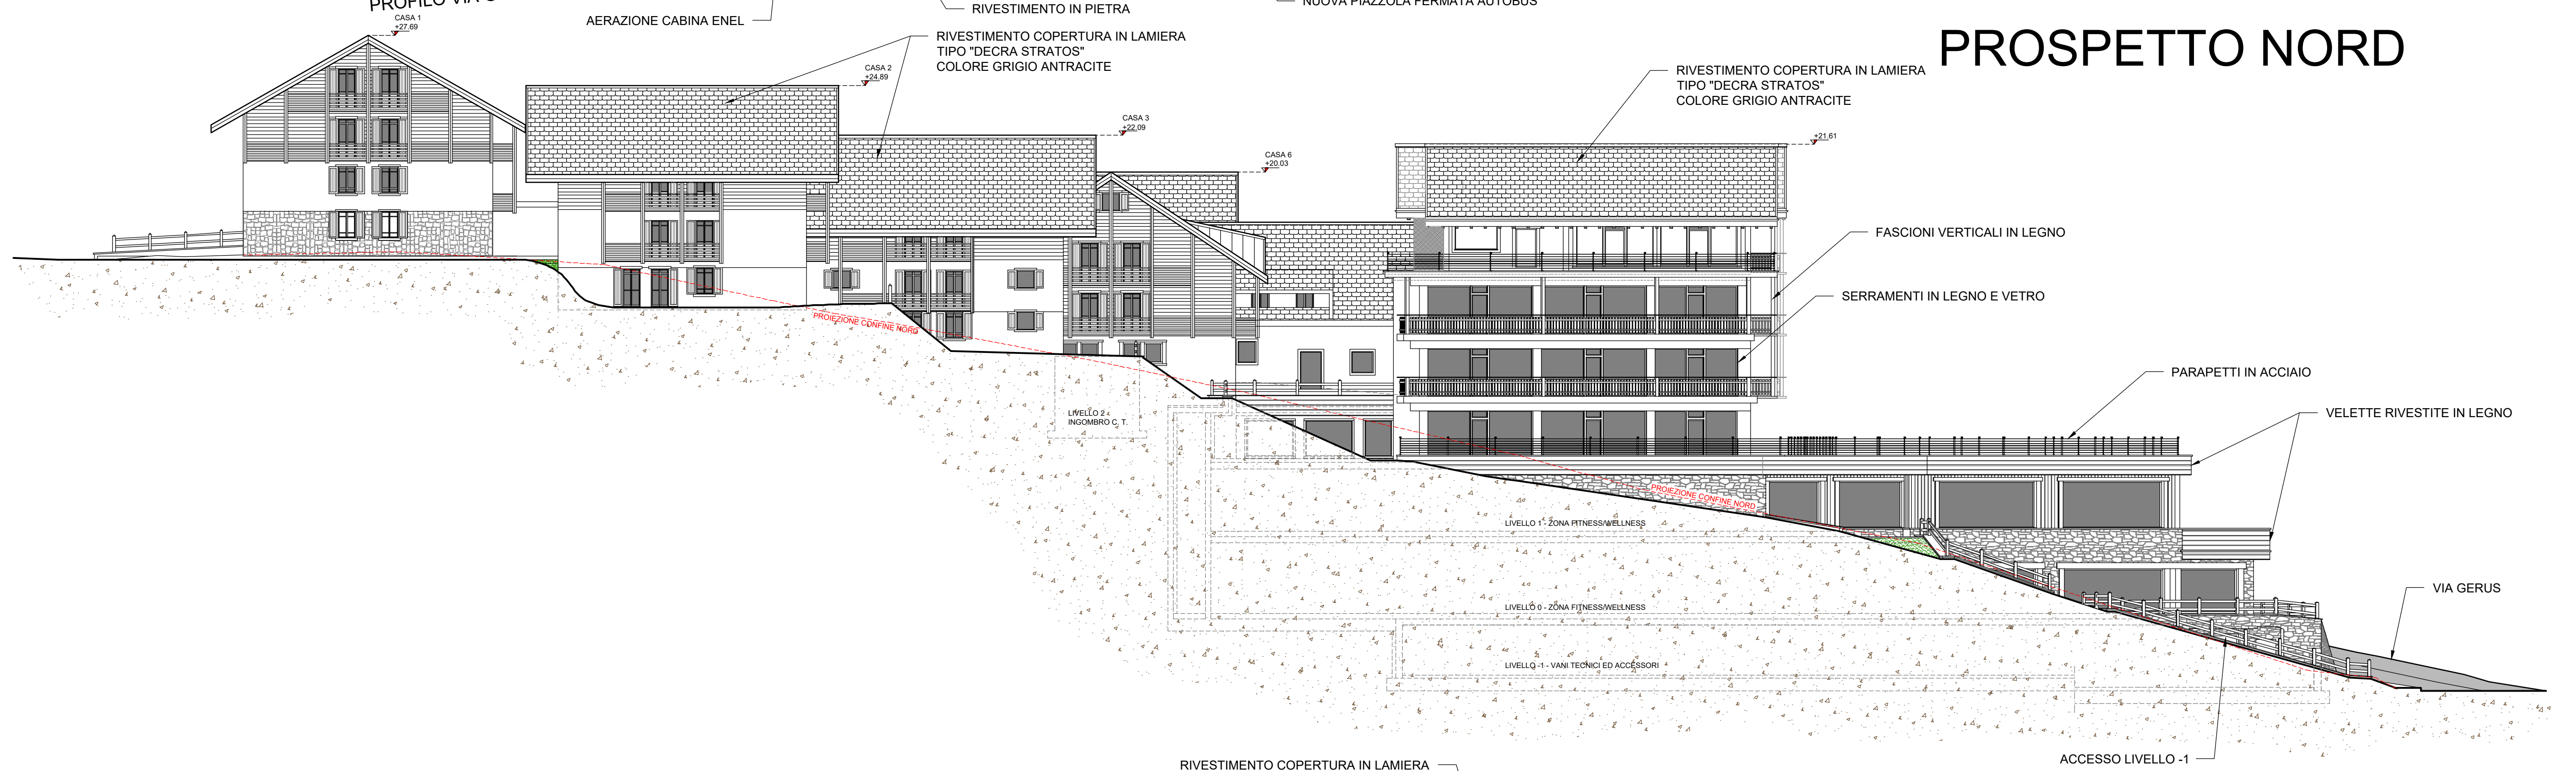 PROFILO VIA
AERAZIONE CABINA ENEL
RIVESTIMENTO IN PIETRA
NUOVA PIAZZOLA FERMATA AUTOBUS
PROSPETTO NORD
CASA 1
+27.69
RIVESTIMENTO COPERTURA IN LAMIERA
TIPO "DECRA STRATOS"
COLORE GRIGIO ANTRACITE
CASA 2
+24,89
CASA 3
+22,09
CASA 6
+20.03
RIVESTIMENTO COPERTURA IN LAMIERA
TIPO "DECRA STRATOS"
COLORE GRIGIO ANTRACITE
+21,61
FASCIONI VERTICALI IN LEGNO
SERRAMENTI IN LEGNO E VETRO
PROIEZIONE CONFINE NORD
PARAPETTI IN ACCIAIO
VELETTE RIVESTITE IN LEGNO
LIVELLO 2 -
INGOMBRO C. T.
PROIEZIONE CONFINE NORD
LIVELLO 1 - ZONA FITNESS/WELLNESS
VIA GERUS
LIVELLO 0 - ZONA FITNESS/WELLNESS
LIVELLO -1 - VANI TECNICI ED ACCESSORI
ACCESSO LIVELLO -1
RIVESTIMENTO COPERTURA IN LAMIERA